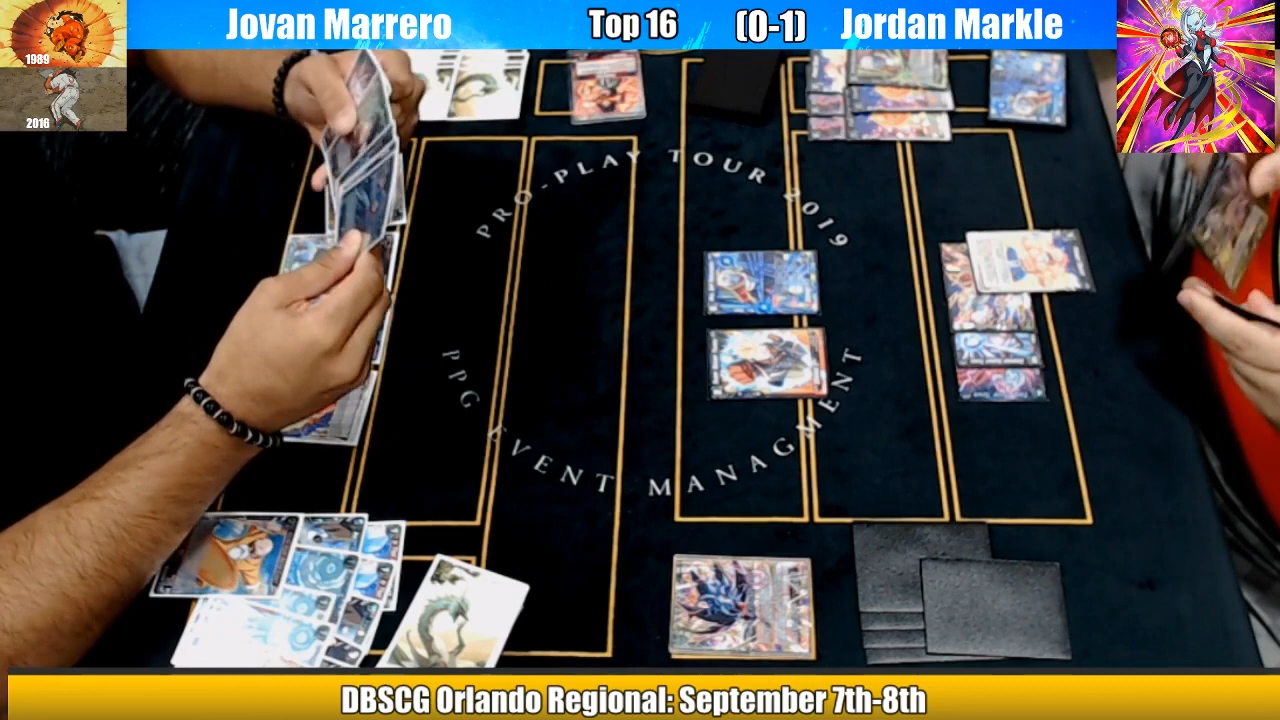 Jovan Marrero
Top 16
(0-1)
Jordan Markle
1989
2016
PRO-PLAY TOUR 2019
PPG EVENT MANAGMENT
DBSCG Orlando Regional: September 7th-8th